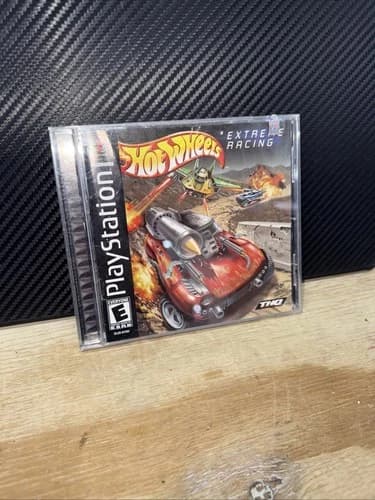 HOT WHEELS
EXTREME
RACING
PlayStation
EVERYONE
E
THQ